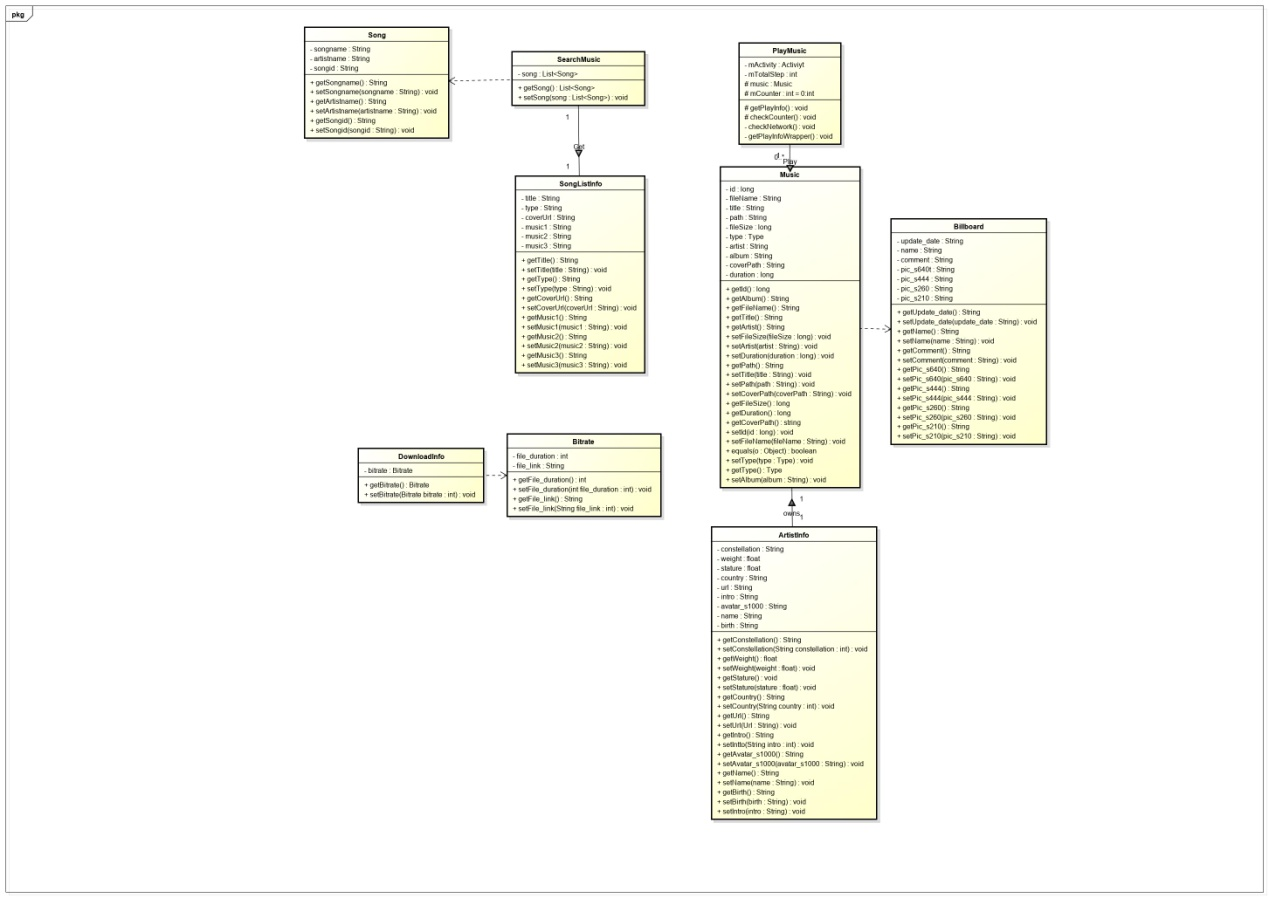 pkg
Song
- songname : String
- artistname : String
- songid : String
+ getSongname() : String
+ setSongname(songname : String) : void
+ getArtistname() : String
+ setArtistname(artistname : String) : void
+ getSongid() : String
+ setSongid(songid : String) : void
SearchMusic
- song : List<Song>
+ getSong() : List<Song>
+ setSong(song : List<Song>) : void
1
Get
1
SongListInfo
- title : String
- type : String
- coverUrl : String
- music1 : String
- music2 : String
- music3 : String
+ getTitle() : String
+ setTitle(title : String) : void
+ getType() : String
+ setType(type : String) : void
+ getCoverUrl() : String
+ setCoverUrl(coverUrl : String) : void
+ getMusic1() : String
+ setMusic1(music1 : String) : void
+ getMusic2() : String
+ setMusic2(music2 : String) : void
+ getMusic3() : String
+ setMusic3(music3 : String) : void
PlayMusic
- mActivity : Activiyt
- mTotalStep : int
# music : Music
# mCounter : int = 0:int
# getPlayInfo() : void
# checkCounter() : void
- checkNetwork() : void
- getPlayInfoWrapper() : void
Play
Music
- id : long
- fileName : String
- title : String
- path : String
- fileSize : long
- type : Type
- artist : String
- album : String
- coverPath : String
- duration : long
+ getId() : long
+ getAlbum() : String
+ getFileName() : String
+ getTitle() : String
+ getArtist() : String
+ setFileSize(fileSize : long) : void
+ setArtist(artist : String) : void
+ setDuration(duration : long) : void
+ getPath() : String
+ setTitle(title : String) : void
+ setPath(path : String) : void
+ setCoverPath(coverPath : String) : void
+ getFileSize() : long
+ getDuration() : long
+ getCoverPath() : string
+ setId(id : long) : void
+ setFileName(fileName : String) : void
+ equals(o : Object) : boolean
+ setType(type : Type) : void
+ getType() : Type
+ setAlbum(album : String) : void
Billboard
- update_date : String
- name : String
- comment : String
- pic_s640t : String
- pic_s444 : String
- pic_s260 : String
- pic_s210 : String
+ getUpdate_date() : String
+ setUpdate_date(update_date : String) : void
+ getName() : String
+ setName(name : String) : void
+ getComment() : String
+ setComment(comment : String) : void
+ getPic_s640() : String
+ setPic_s640(pic_s640 : String) : void
+ getPic_s444() : String
+ setPic_s444(pic_s444 : String) : void
+ getPic_s260() : String
+ setPic_s260(pic_s260 : String) : void
+ getPic_s210() : String
+ setPic_s210(pic_s210 : String) : void
DownloadInfo
- bitrate : Bitrate
+ getBitrate() : Bitrate
+ setBitrate(Bitrate bitrate : int) : void
Bitrate
- file_duration : int
- file_link : String
+ getFile_duration() : int
+ setFile_duration(int file_duration : int) : void
+ getFile_link() : String
+ setFile_link(String file_link : int) : void
1
owns
1
ArtistInfo
- constellation : String
- weight : float
- stature : float
- country : String
- url : String
- intro : String
- avatar_s1000 : String
- name : String
- birth : String
+ getConstellation() : String
+ setConstellation(String constellation : int) : void
+ getWeight() : float
+ setWeight(weight : float) : void
+ getStature() : void
+ setStature(stature : float) : void
+ getCountry() : String
+ setCountry(String country : int) : void
+ getUrl() : String
+ setUrl(Url : String) : void
+ getIntro() : String
+ setIntto(String intro : int) : void
+ getAvatar_s1000() : String
+ setAvatar_s1000(avatar_s1000 : String) : void
+ getName() : String
+ setName(name : String) : void
+ getBirth() : String
+ setBirth(birth : String) : void
+ setIntro(intro : String) : void